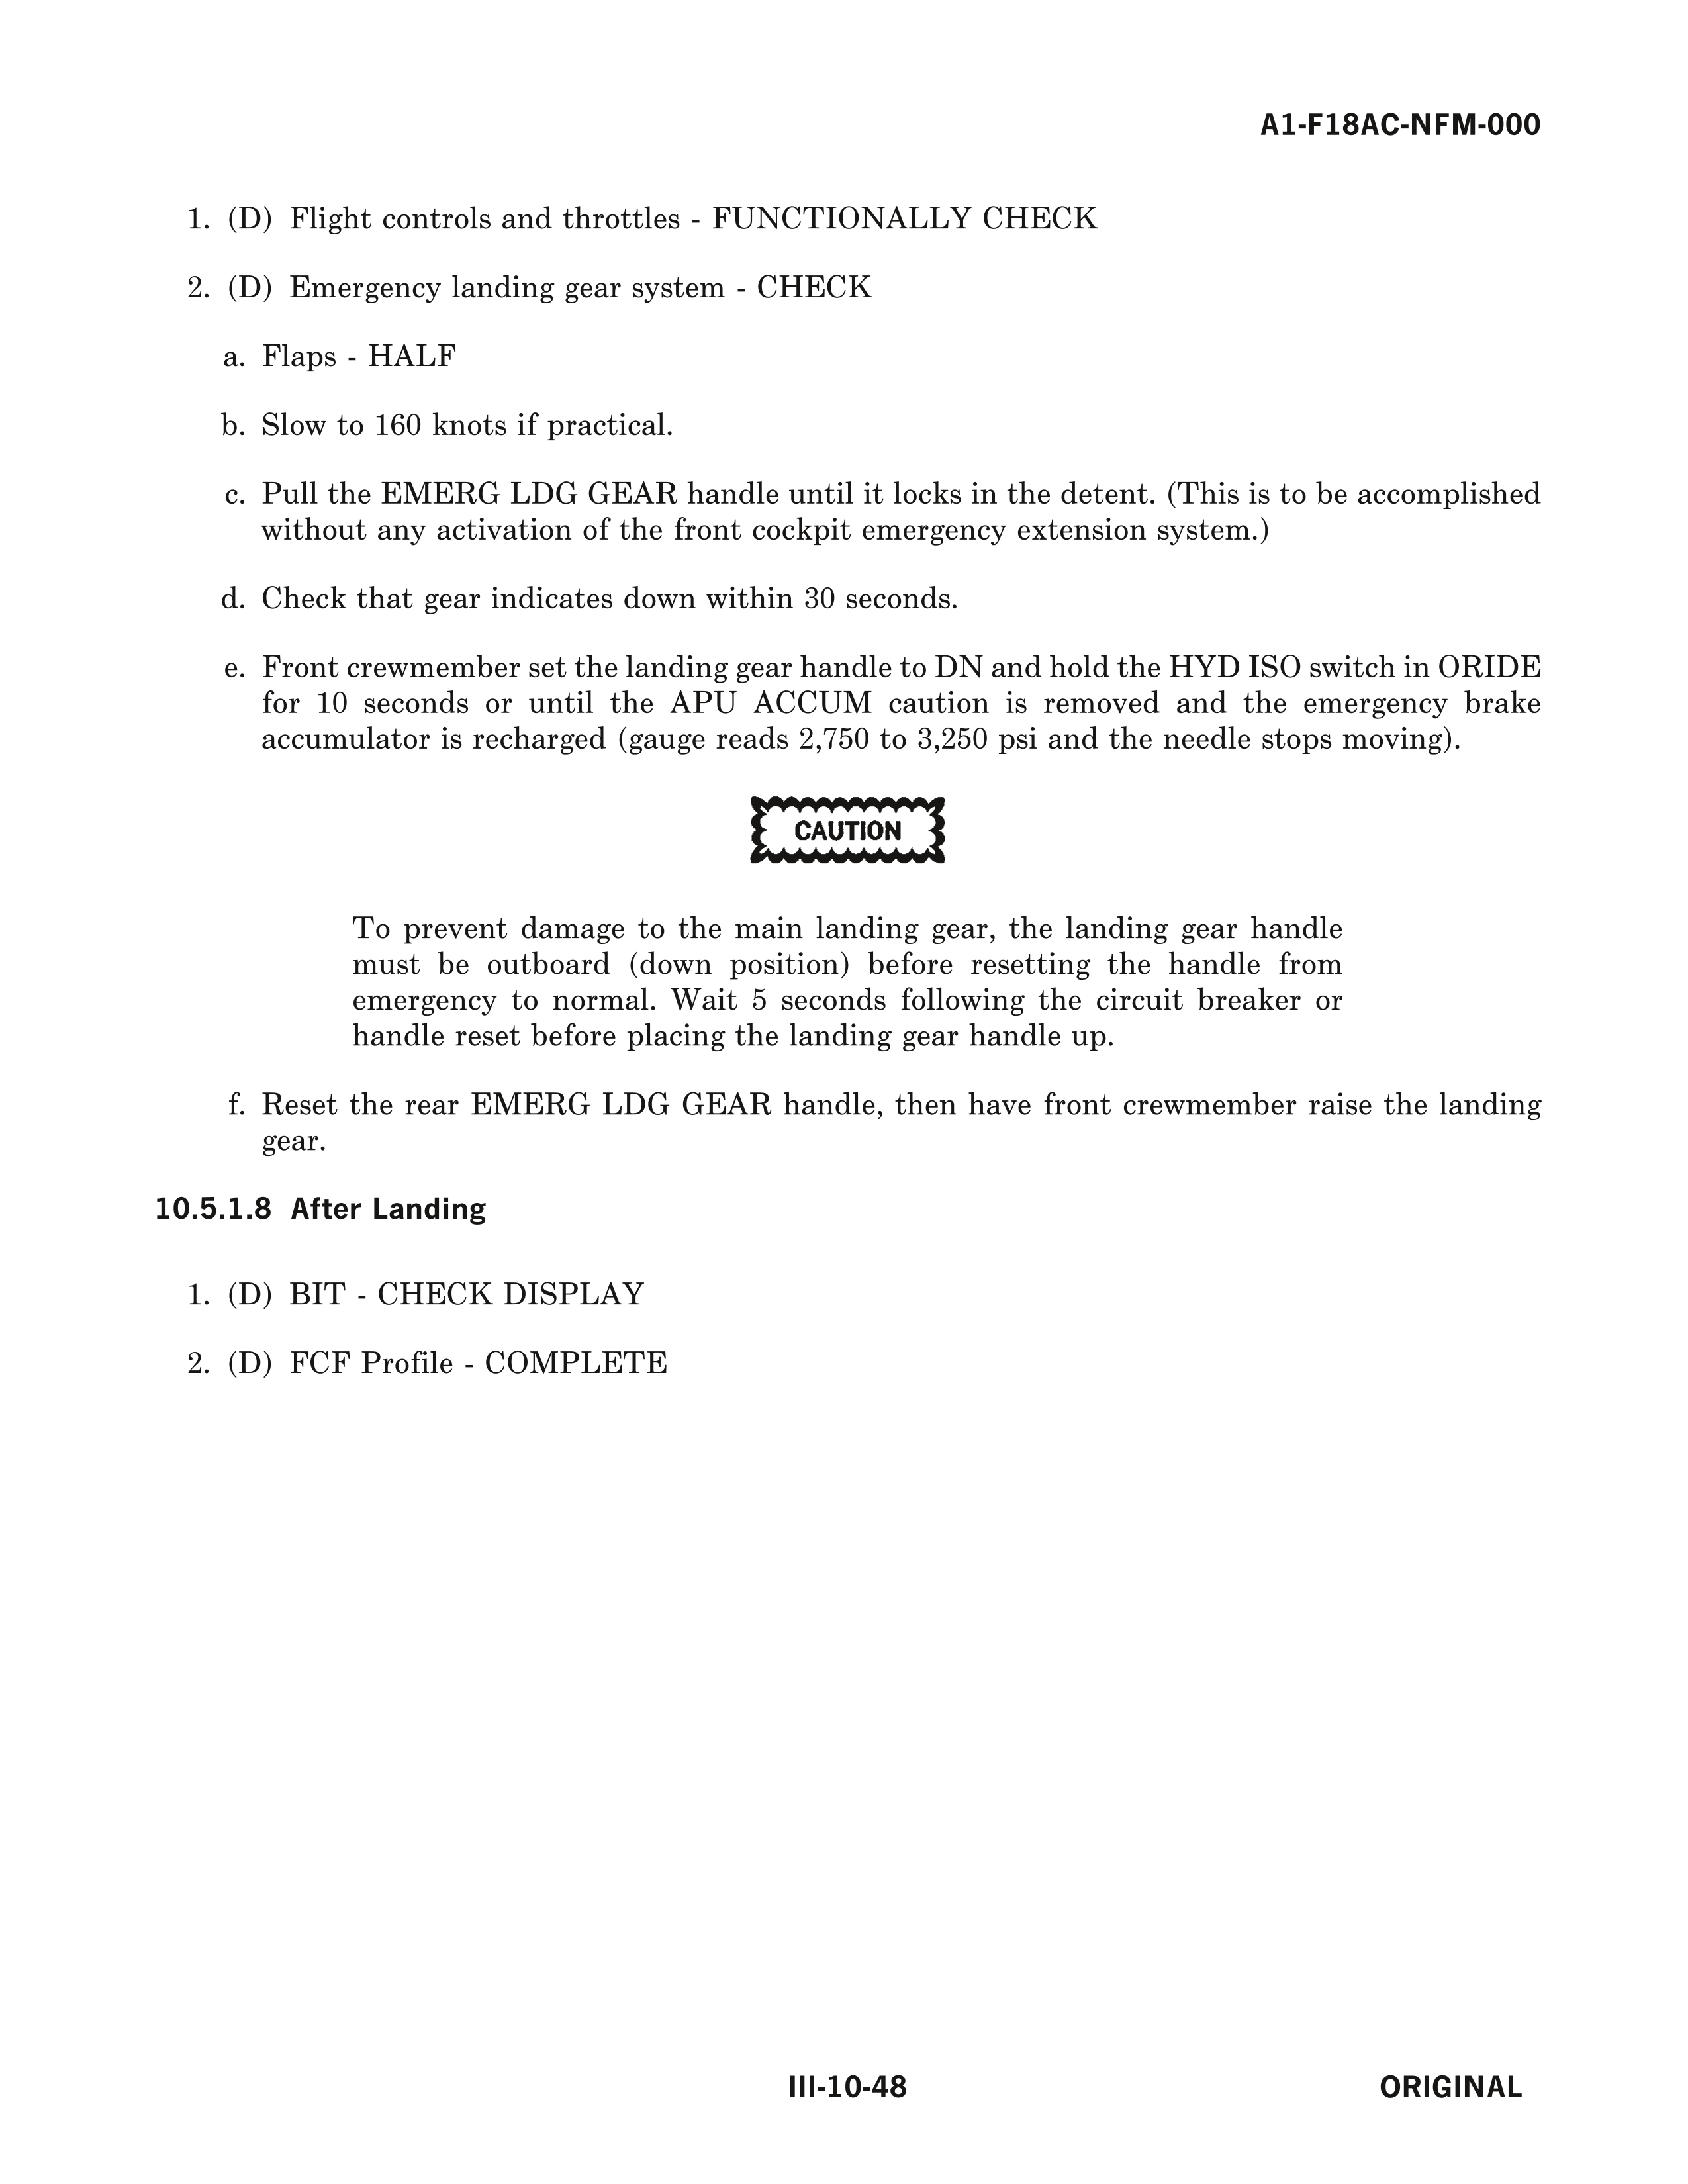 A1-F18AC-NFM-000
1. (D) Flight controls and throttles - FUNCTIONALLY CHECK
2. (D) Emergency landing gear system - CHECK
a. Flaps - HALF
b. Slow to 160 knots if practical.
c. Pull the EMERG LDG GEAR handle until it locks in the detent. (This is to be accomplished
without any activation of the front cockpit emergency extension system.)
d. Check that gear indicates down within 30 seconds.
e. Front crewmember set the landing gear handle to DN and hold the HYD ISO switch in ORIDE
for 10 seconds or until the APU ACCUM caution is removed and the emergency brake
accumulator is recharged (gauge reads 2,750 to 3,250 psi and the needle stops moving).
CAUTION
To prevent damage to the main landing gear, the landing gear handle
must be outboard (down position) before resetting the handle from
emergency to normal. Wait 5 seconds following the circuit breaker or
handle reset before placing the landing gear handle up.
f. Reset the rear EMERG LDG GEAR handle, then have front crewmember raise the landing
gear.
10.5.1.8 After Landing
1. (D) BIT - CHECK DISPLAY
2. (D) FCF Profile - COMPLETE
III-10-48
ORIGINAL